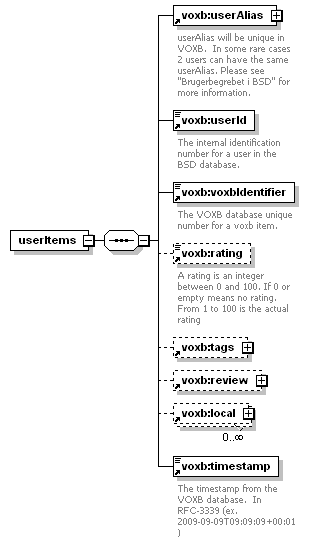 voxb:userAlias
userAlias will be unique in
VOXB.  In some rare cases
2 users can have the same
userAlias. Please see
"Brugerbegrebet i BSD" for
more information.
voxb:userId
The internal identification
number for a user in the
BSD database.
voxb:voxbIdentifier
The VOXB database unique
number for a voxb item.
userItems
voxb:rating
A rating is an integer
between 0 and 100. If 0 or
empty means no rating.
From 1 to 100 is the actual
rating
voxb:tags
voxb:review
voxb:local
0..∞
voxb:timestamp
The timestamp from the
VOXB database.  In
RFC-3339 (ex.
2009-09-09T09:09:09+00:01
)